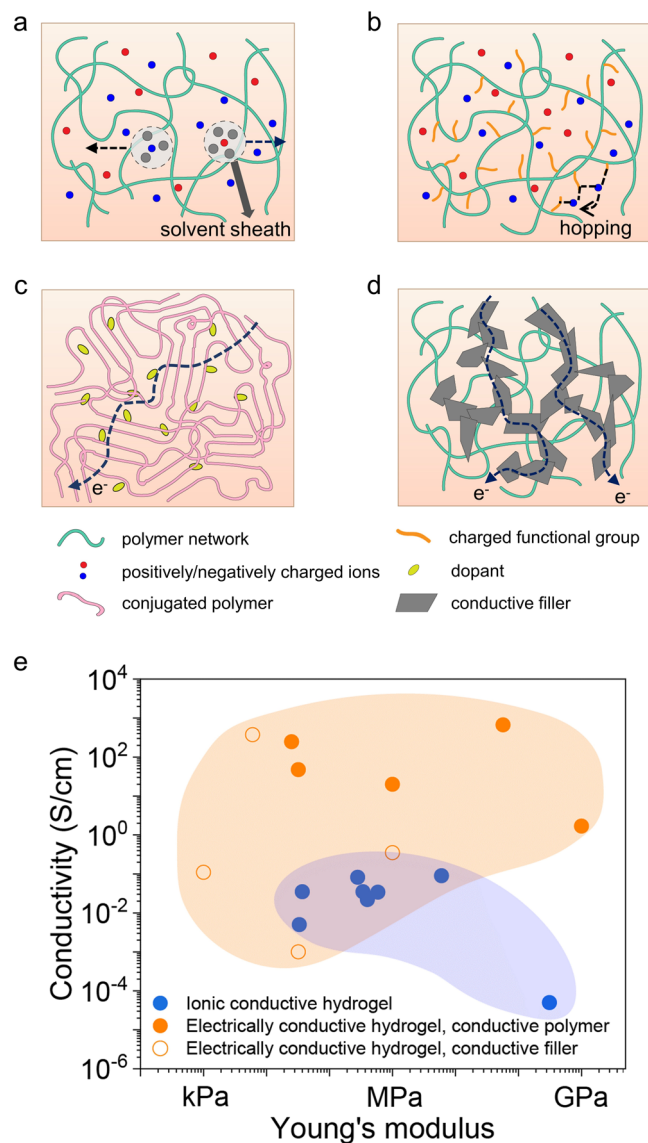 a
b
solvent sheath
hopping
c
d
e-
e-
e-
polymer network
charged functional group
positively/negatively charged ions
dopant
conjugated polymer
conductive filler
e
10⁴
10²
10⁰
10⁻²
10⁻⁴
10⁻⁶
Conductivity (S/cm)
Ionic conductive hydrogel
Electrically conductive hydrogel, conductive polymer
Electrically conductive hydrogel, conductive filler
kPa MPa GPa
Young's modulus